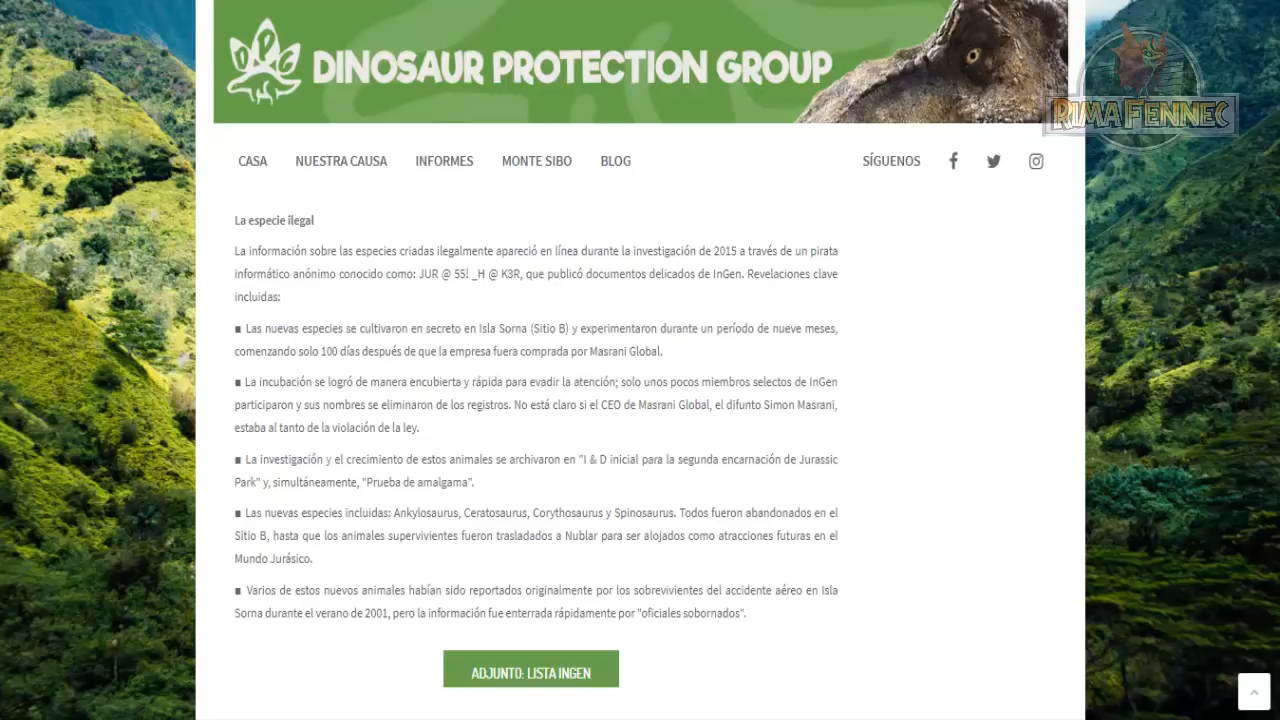 DINOSAUR PROTECTION GROUP
RIMA FENNEC
CASA NUESTRA CAUSA INFORMES MONTE SIBO BLOG SÍGUENOS
La especie ilegal
La información sobre las especies criadas ilegalmente apareció en línea durante la investigación de 2015 a través de un pirata
informático anónimo conocido como: JUR @ 55! _H @ K3R, que publicó documentos delicados de InGen. Revelaciones clave
incluidas:
■ Las nuevas especies se cultivaron en secreto en Isla Sorna (Sitio B) y experimentaron durante un período de nueve meses,
comenzando solo 100 días después de que la empresa fuera comprada por Masrani Global.
■ La incubación se logró de manera encubierta y rápida para evadir la atención; solo unos pocos miembros selectos de InGen
participaron y sus nombres se eliminaron de los registros. No está claro si el CEO de Masrani Global, el difunto Simon Masrani,
estaba al tanto de la violación de la ley.
■ La investigación y el crecimiento de estos animales se archivaron en "I & D inicial para la segunda encarnación de Jurassic
Park" y, simultáneamente, "Prueba de amalgama".
■ Las nuevas especies incluidas: Ankylosaurus, Ceratosaurus, Corythosaurus y Spinosaurus. Todos fueron abandonados en el
Sitio B, hasta que los animales supervivientes fueron trasladados a Nublar para ser alojados como atracciones futuras en el
Mundo Jurásico.
■ Varios de estos nuevos animales habían sido reportados originalmente por los sobrevivientes del accidente aéreo en Isla
Sorna durante el verano de 2001, pero la información fue enterrada rápidamente por "oficiales sobornados".
ADJUNTO: LISTA INGEN